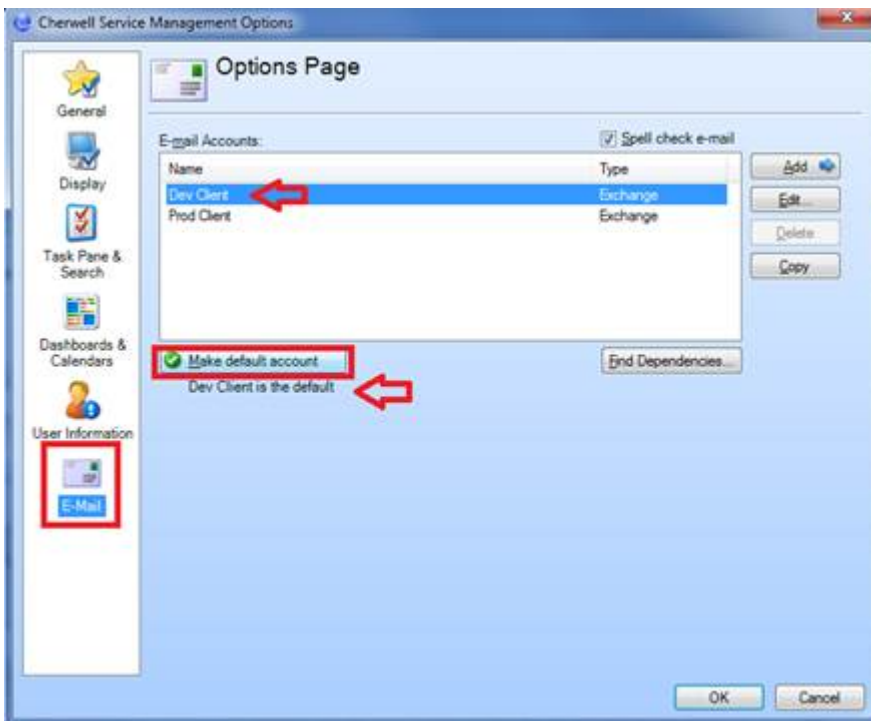 Cherwell Service Management Options
Options Page
General
Display
Task Pane &
Search
Dashboards &
Calendars
User Information
E-Mail
E-mail Accounts:
Spell check e-mail
Name Type
Dev Client Exchange
Prod Client Exchange
Add
Edit...
Delete
Copy
Make default account
Find Dependencies...
Dev Client is the default
OK Cancel